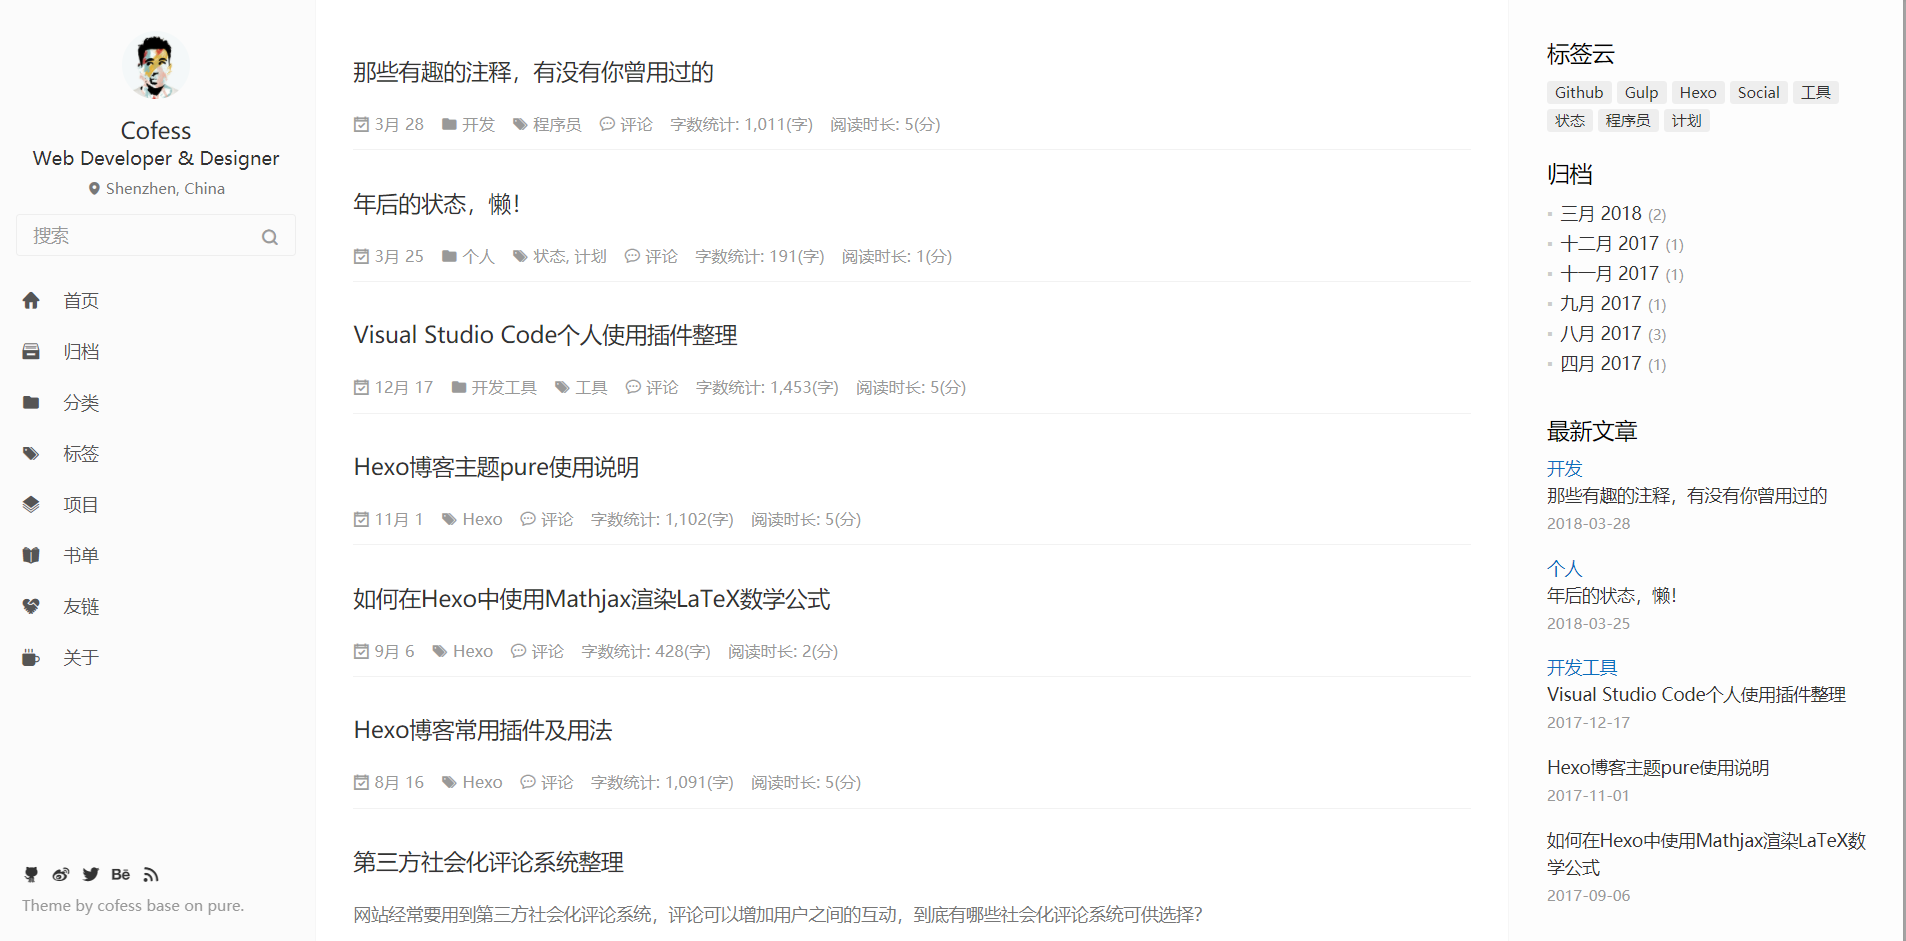 Cofess
Web Developer & Designer
Shenzhen, China
搜索
首页
归档
分类
标签
项目
书单
友链
关于
Bē
Theme by cofess base on pure.
那些有趣的注释，有没有你曾用过的
3月 28 开发 程序员 评论 字数统计: 1,011(字) 阅读时长: 5(分)
年后的状态，懒！
3月 25 个人 状态, 计划 评论 字数统计: 191(字) 阅读时长: 1(分)
Visual Studio Code个人使用插件整理
12月 17 开发工具 工具 评论 字数统计: 1,453(字) 阅读时长: 5(分)
Hexo博客主题pure使用说明
11月 1 Hexo 评论 字数统计: 1,102(字) 阅读时长: 5(分)
如何在Hexo中使用Mathjax渲染LaTeX数学公式
9月 6 Hexo 评论 字数统计: 428(字) 阅读时长: 2(分)
Hexo博客常用插件及用法
8月 16 Hexo 评论 字数统计: 1,091(字) 阅读时长: 5(分)
第三方社会化评论系统整理
网站经常要用到第三方社会化评论系统，评论可以增加用户之间的互动，到底有哪些社会化评论系统可供选择？
标签云
Github Gulp Hexo Social 工具
状态 程序员 计划
归档
三月 2018 (2)
十二月 2017 (1)
十一月 2017 (1)
九月 2017 (1)
八月 2017 (3)
四月 2017 (1)
最新文章
开发
那些有趣的注释，有没有你曾用过的
2018-03-28
个人
年后的状态，懒！
2018-03-25
开发工具
Visual Studio Code个人使用插件整理
2017-12-17
Hexo博客主题pure使用说明
2017-11-01
如何在Hexo中使用Mathjax渲染LaTeX数
学公式
2017-09-06